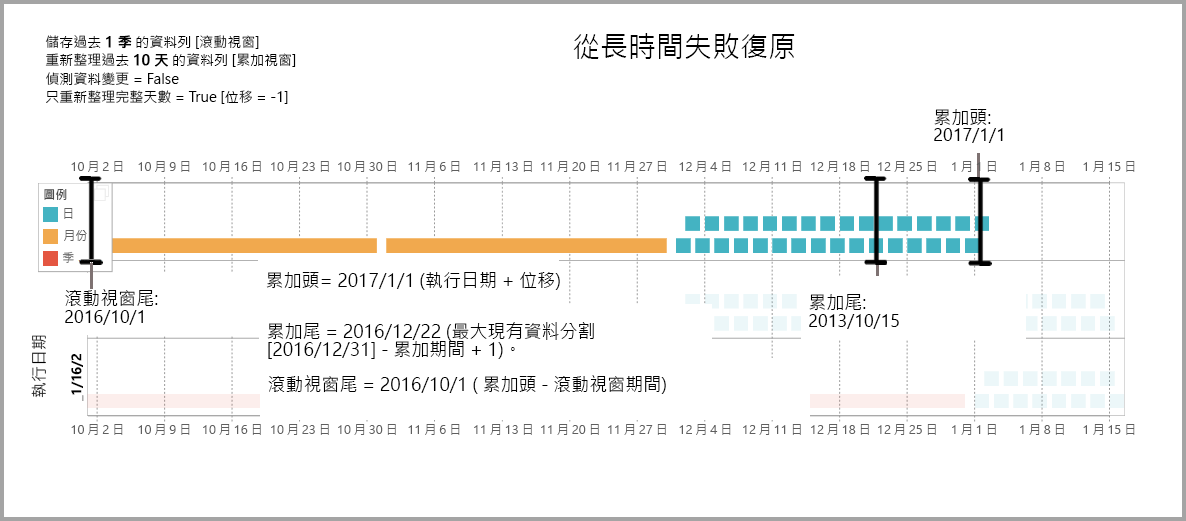 儲存過去 1 季 的資料列 [滾動視窗]
重新整理過去 10 天 的資料列 [累加視窗]
偵測資料變更 = False
只重新整理完整天數 = True [位移 = -1]
從長時間失敗復原
累加頭:
2017/1/1
10 月 2 日 10 月 9 日 10 月 16 日 10 月 23 日 10 月 30 日 11 月 6 日 11 月 13 日 11 月 20 日 11 月 27 日 12 月 4 日 12 月 11 日 12 月 18 日 12 月 25 日 1 月 1 日 1 月 8 日 1 月 15 日
圖例
日
月份
季
滾動視窗尾:
2016/10/1
累加頭= 2017/1/1 (執行日期 + 位移)
累加尾:
2013/10/15
累加尾 = 2016/12/22 (最大現有資料分割
[2016/12/31] - 累加期間 + 1)。
滾動視窗尾 = 2016/10/1 ( 累加頭 - 滾動視窗期間)
執行日期
_1/16/2
10 月 2 日 10 月 9 日 10 月 16 日 10 月 23 日 10 月 30 日 11 月 6 日 11 月 13 日 11 月 20 日 11 月 27 日 12 月 4 日 12 月 11 日 12 月 18 日 12 月 25 日 1 月 1 日 1 月 8 日 1 月 15 日